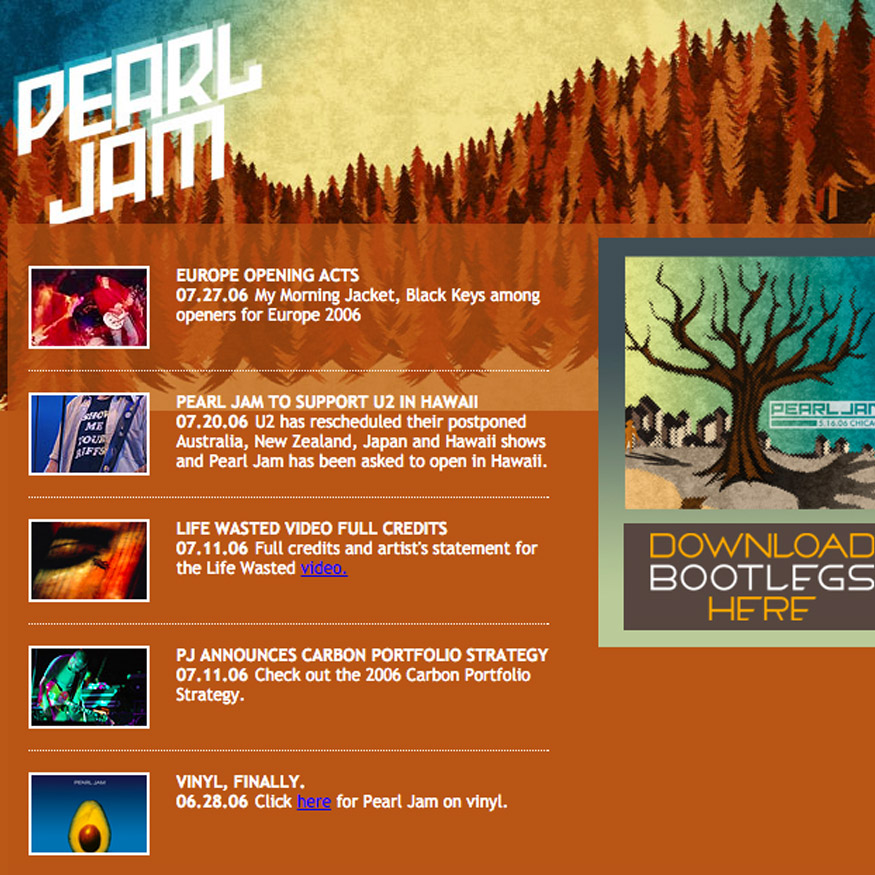 PEARL
JAM
EUROPE OPENING ACTS
07.27.06 My Morning Jacket, Black Keys among
openers for Europe 2006
PEARL JAM TO SUPPORT U2 IN HAWAII
07.20.06 U2 has rescheduled their postponed
Australia, New Zealand, Japan and Hawaii shows
and Pearl Jam has been asked to open in Hawaii.
SHOW
ME
YOUR
RIFFS
LIFE WASTED VIDEO FULL CREDITS
07.11.06 Full credits and artist's statement for
the Life Wasted video.
PJ ANNOUNCES CARBON PORTFOLIO STRATEGY
07.11.06 Check out the 2006 Carbon Portfolio
Strategy.
PEARL JAM
VINYL, FINALLY.
06.28.06 Click here for Pearl Jam on vinyl.
PEARL JAM
5.16.06 CHICA
DOWNLOAD
BOOTLEGS
HERE